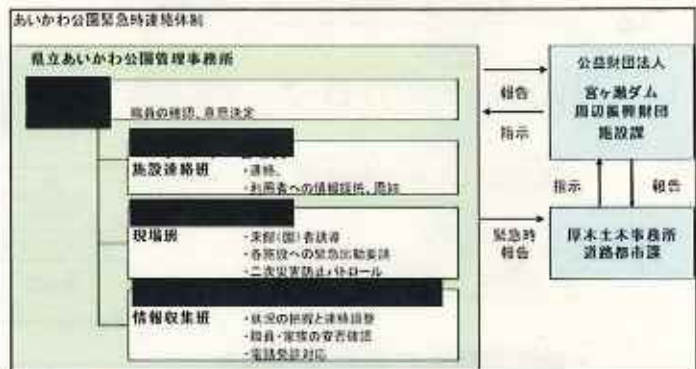 あいかわ公園緊急時連絡体制
県立あいかわ公園管理事務所
職員の確認、意思決定
施設連絡班
・連絡、
・利用者への情報提供、周知
現場班
・来館(園)者誘導
・各施設への緊急出動要請
・二次災害防止パトロール
情報収集班
・状況の把握と連絡調整
・職員・家族の安否確認
・電話受診対応
報告
指示
緊急時
報告
公益財団法人
宮ヶ瀬ダム
周辺振興財団
施設課
指示
報告
厚木土木事務所
道路都市課